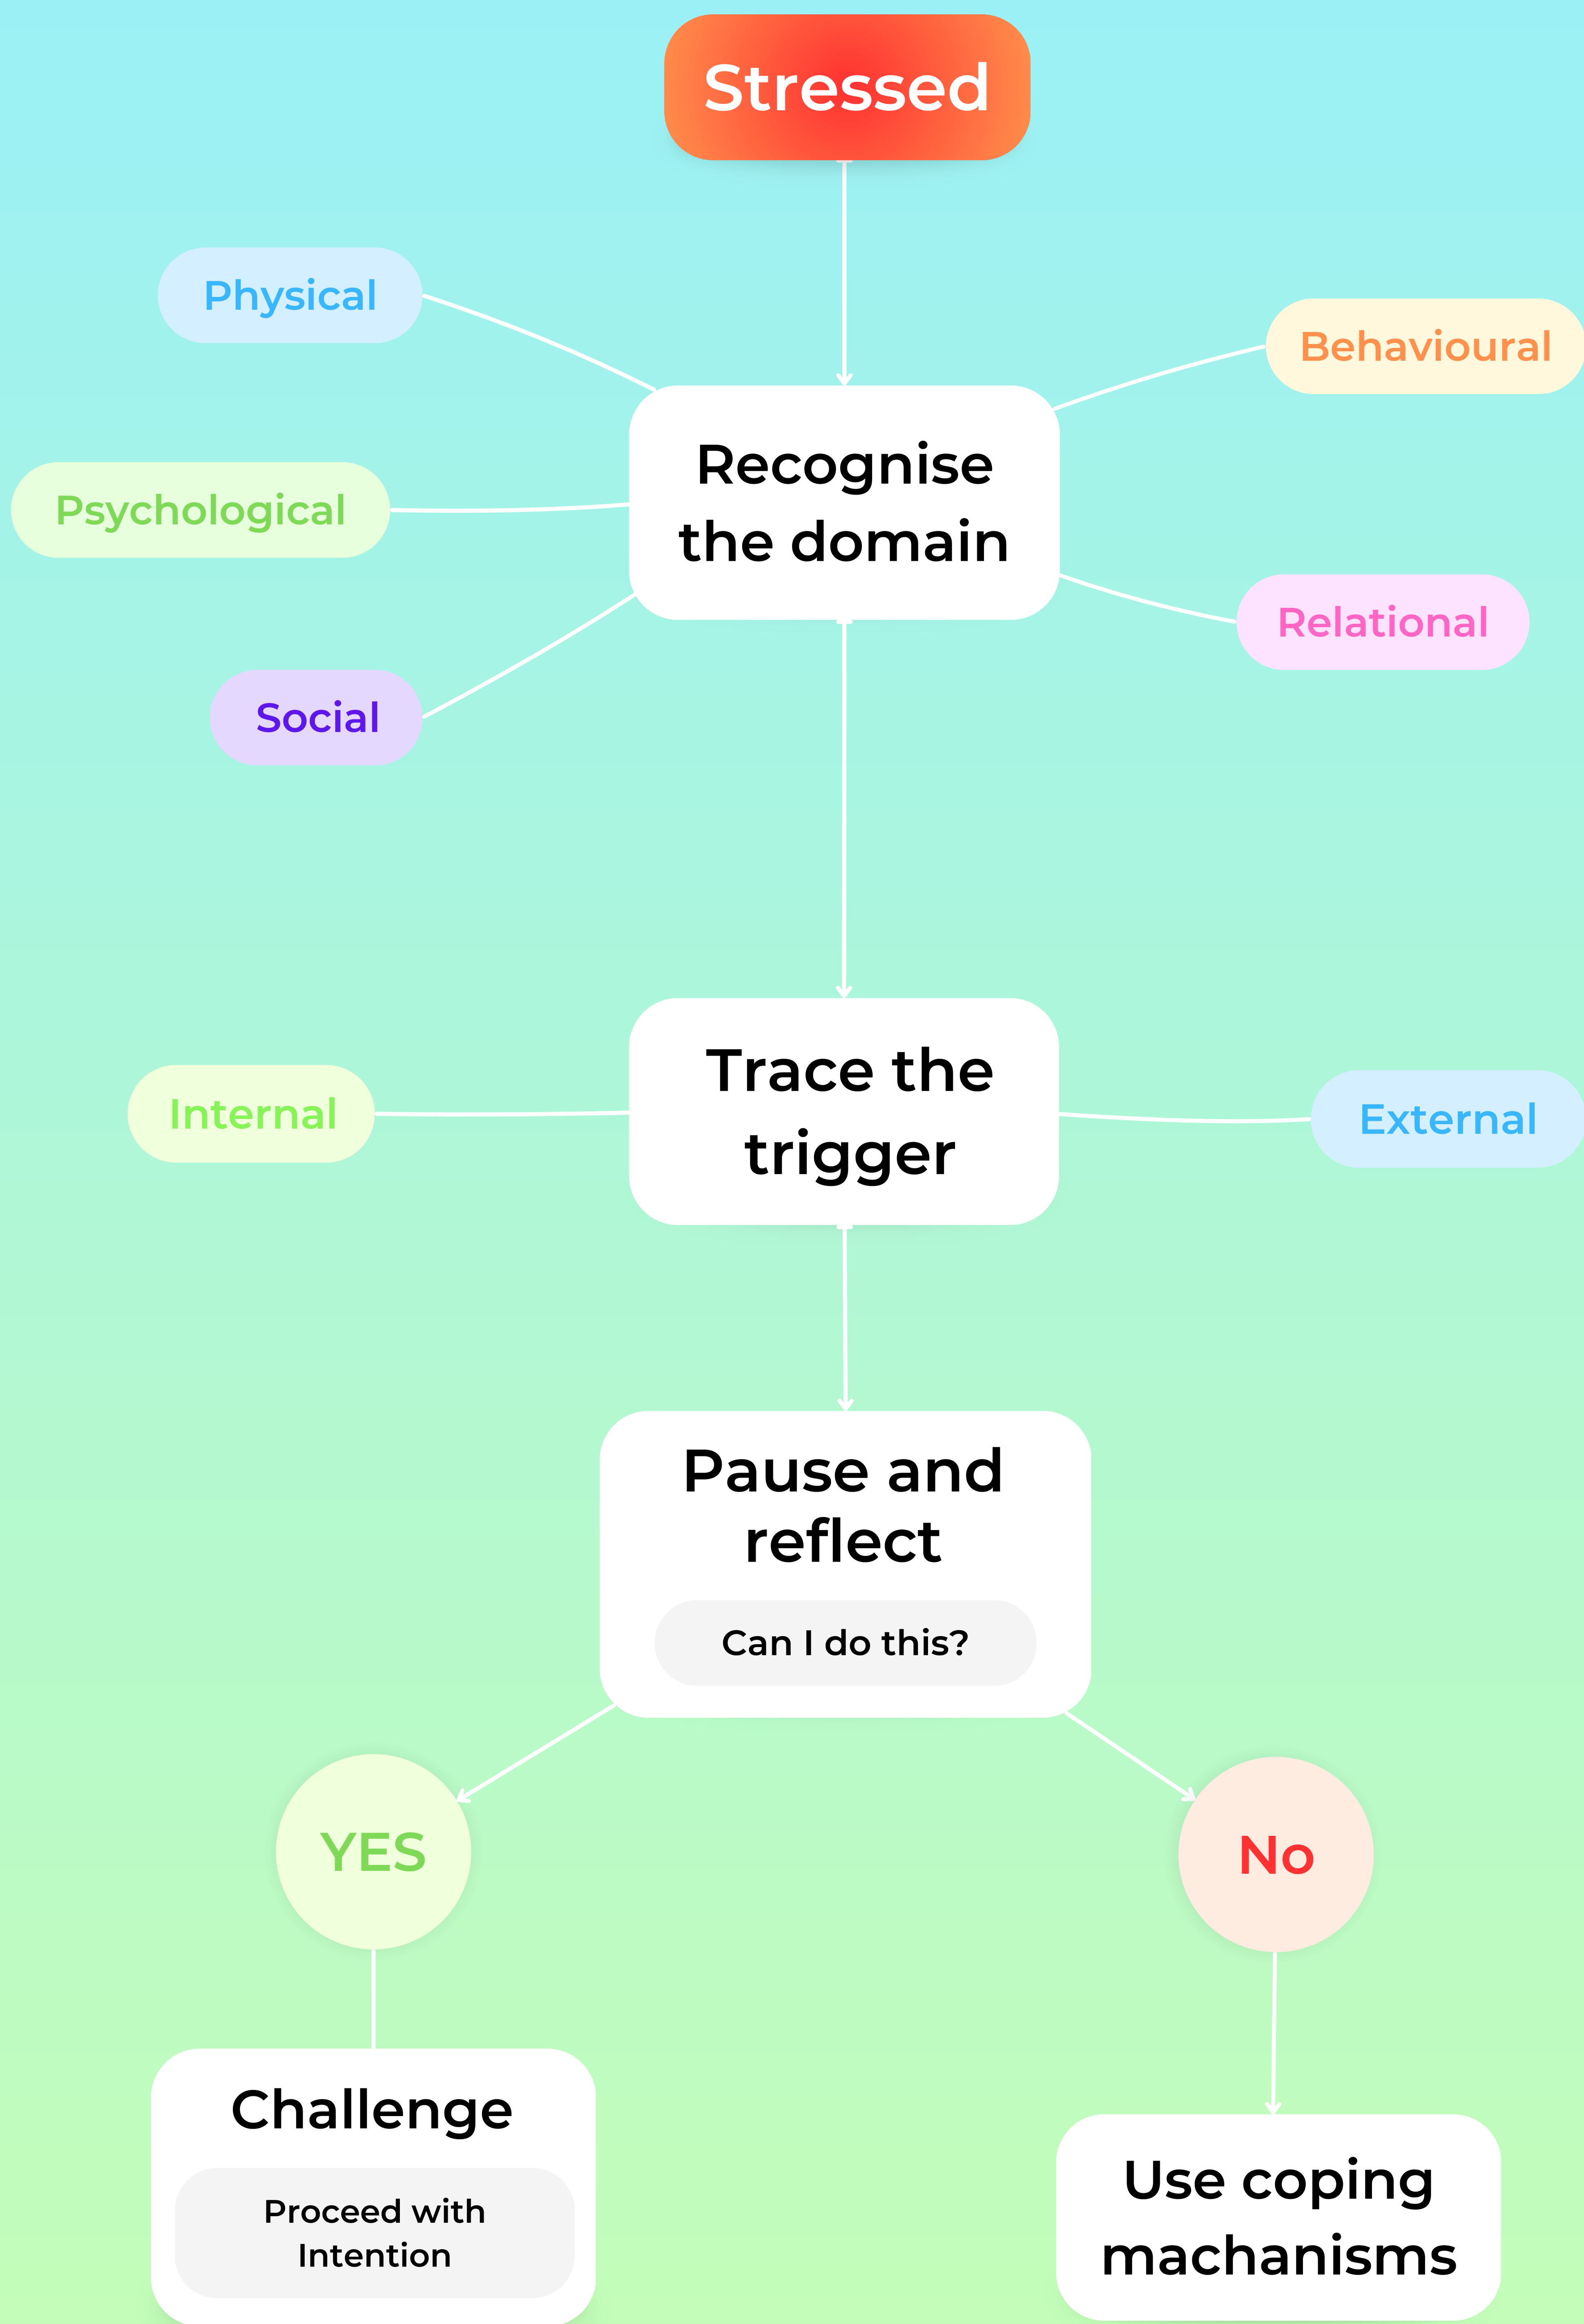 Stressed
Physical
Behavioural
Recognise
the domain
Psychological
Relational
Social
Trace the
trigger
Internal
External
Pause and
reflect
Can I do this?
YES
No
Challenge
Proceed with
Intention
Use coping
machanisms